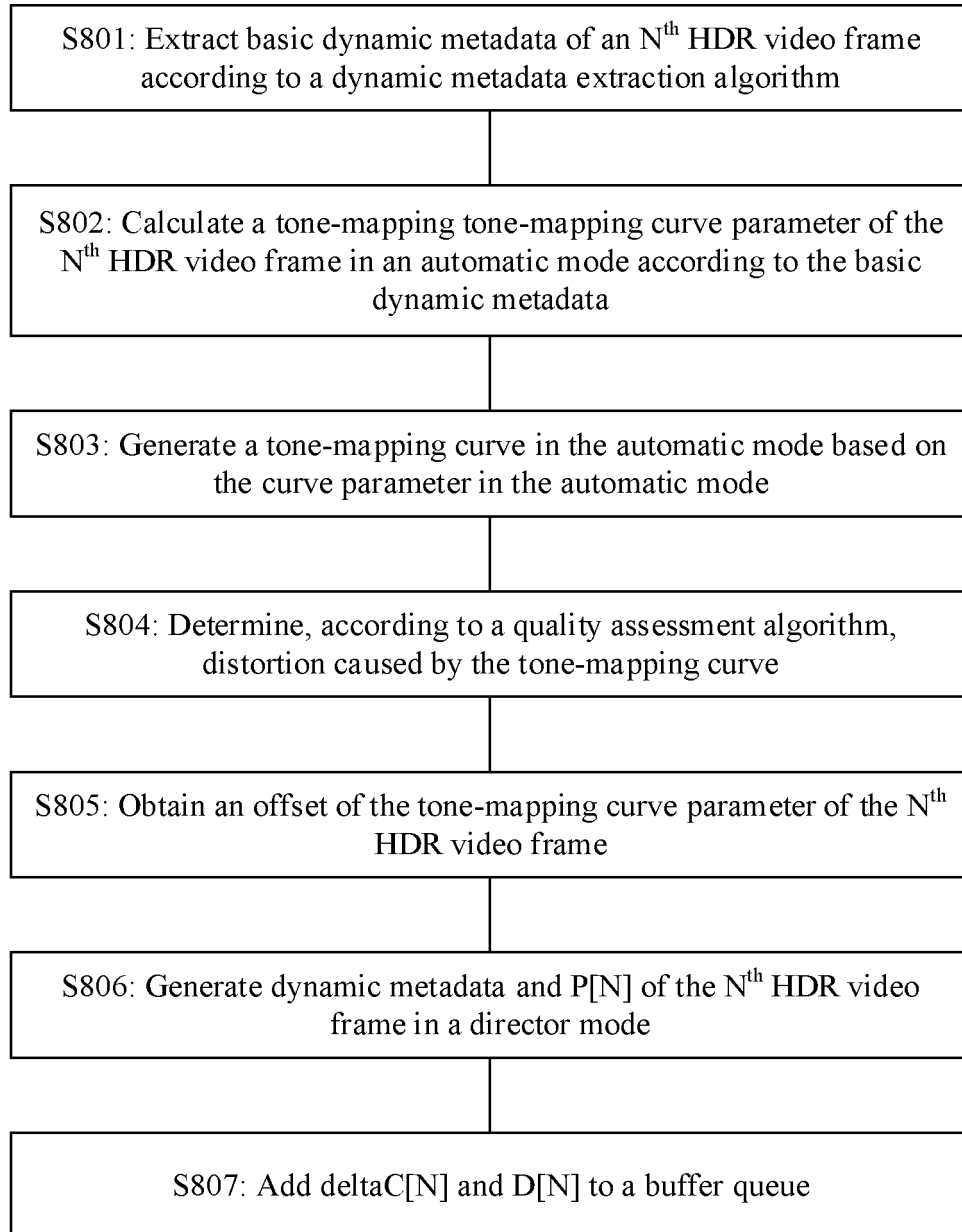 S801: Extract basic dynamic metadata of an Nth HDR video frame
according to a dynamic metadata extraction algorithm
S802: Calculate a tone-mapping tone-mapping curve parameter of the
Nth HDR video frame in an automatic mode according to the basic
dynamic metadata
S803: Generate a tone-mapping curve in the automatic mode based on
the curve parameter in the automatic mode
S804: Determine, according to a quality assessment algorithm,
distortion caused by the tone-mapping curve
S805: Obtain an offset of the tone-mapping curve parameter of the Nth
HDR video frame
S806: Generate dynamic metadata and P[N] of the Nth HDR video
frame in a director mode
S807: Add deltaC[N] and D[N] to a buffer queue